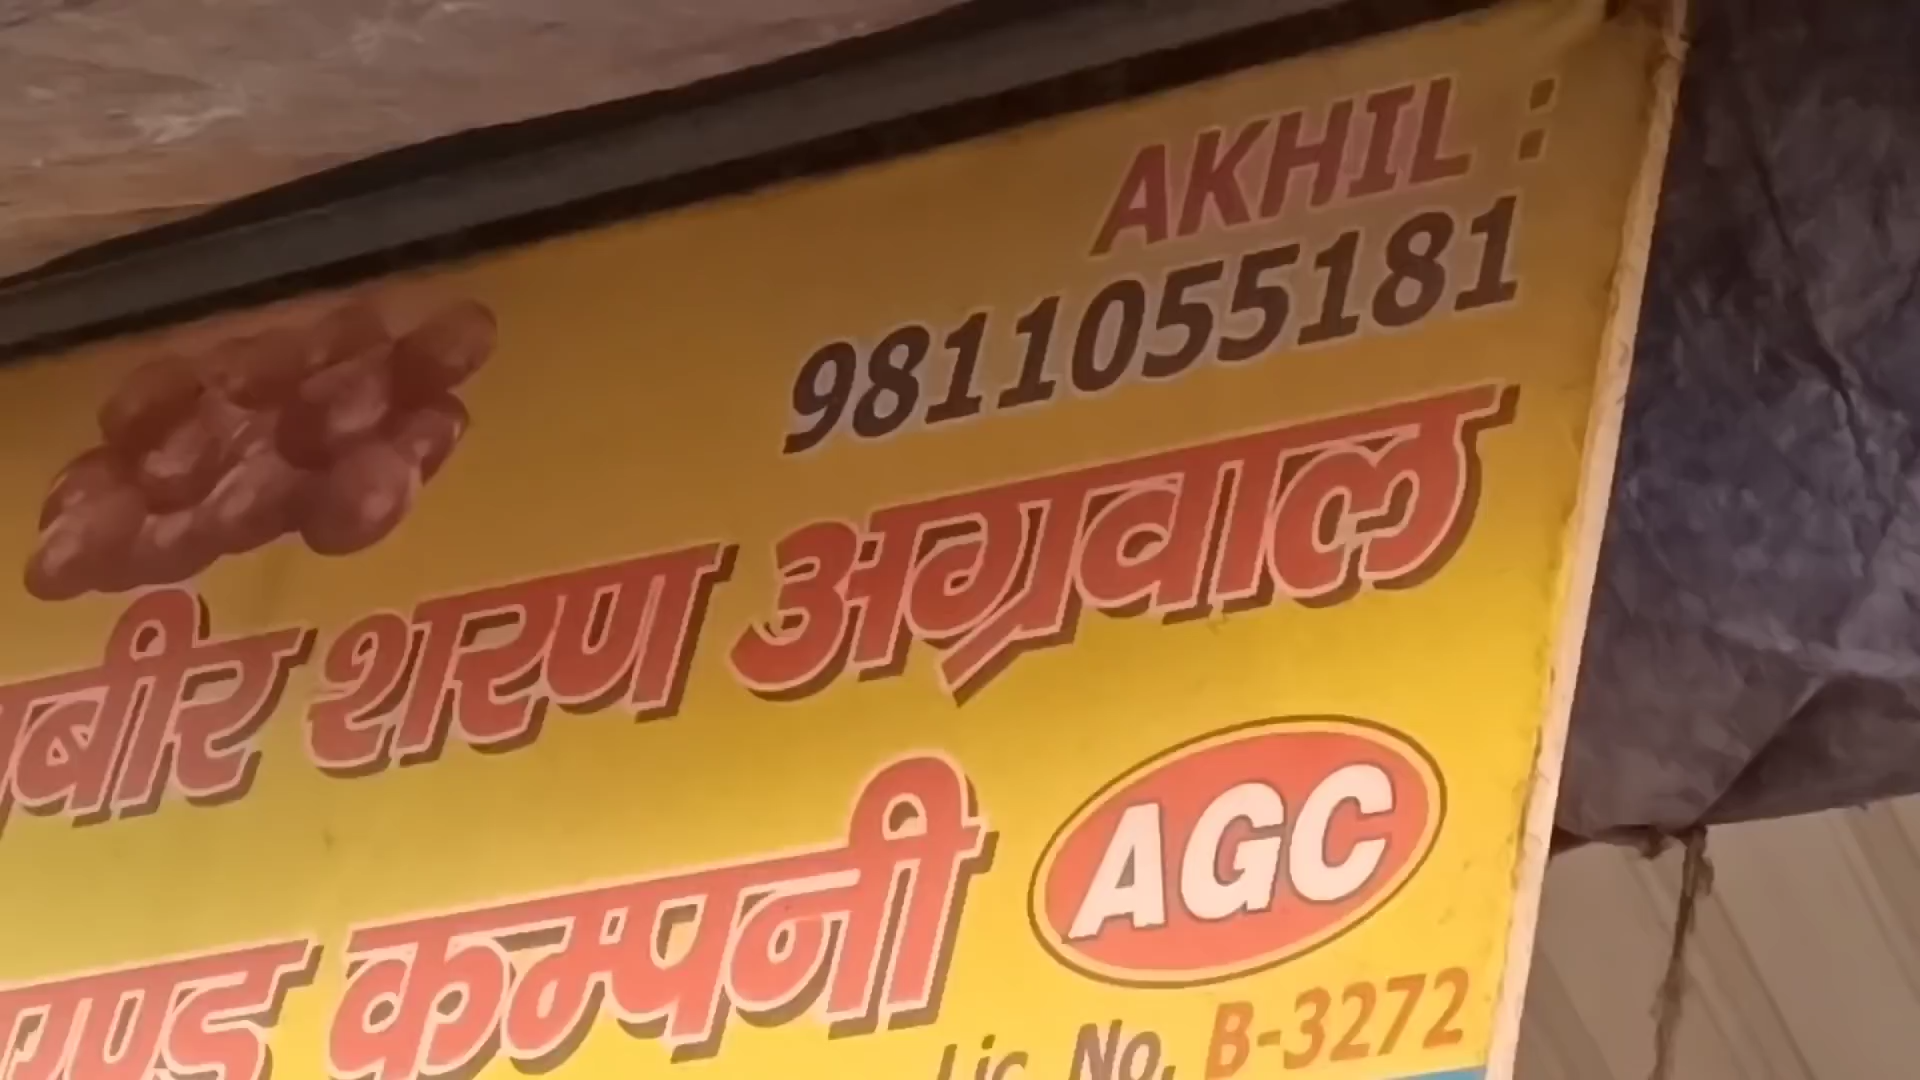 AKHIL :
9811055181
शरण अग्रवाल
कम्पनी
AGC
Lic No. B-3272